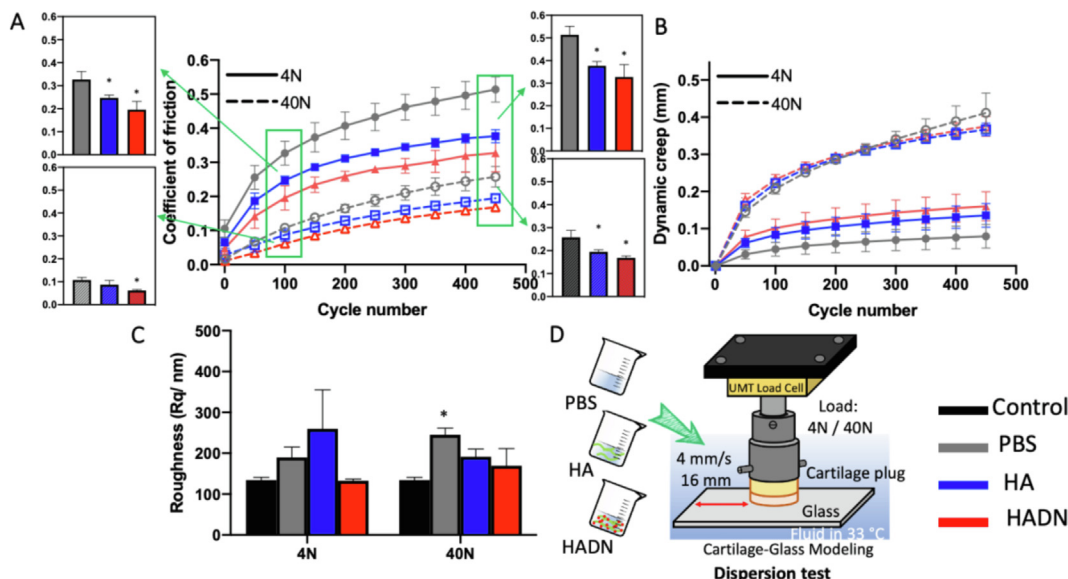 A
0.6
0.5
0.4
0.3
0.2
0.1
0.0
*
*
0.6
0.5
0.4
0.3
0.2
0.1
0.0
*
Coefficient of friction
0.6
0.5
0.4
0.3
0.2
0.1
0.0
4N
40N
0
100
200
300
400
500
Cycle number
0.6
0.5
0.4
0.3
0.2
0.1
0.0
*
*
0.6
0.5
0.4
0.3
0.2
0.1
0.0
*
*
B
Dynamic creep (mm)
0.5
0.4
0.3
0.2
0.1
0.0
4N
40N
0
100
200
300
400
500
Cycle number
C
Roughness (Rq/ nm)
500
400
300
200
100
0
*
4N
40N
D
PBS
HA
HADN
UMT Load Cell
Load:
4N / 40N
4 mm/s
16 mm
Cartilage plug
Glass
Fluid in 33 °C
Cartilage-Glass Modeling
Dispersion test
Control
PBS
HA
HADN